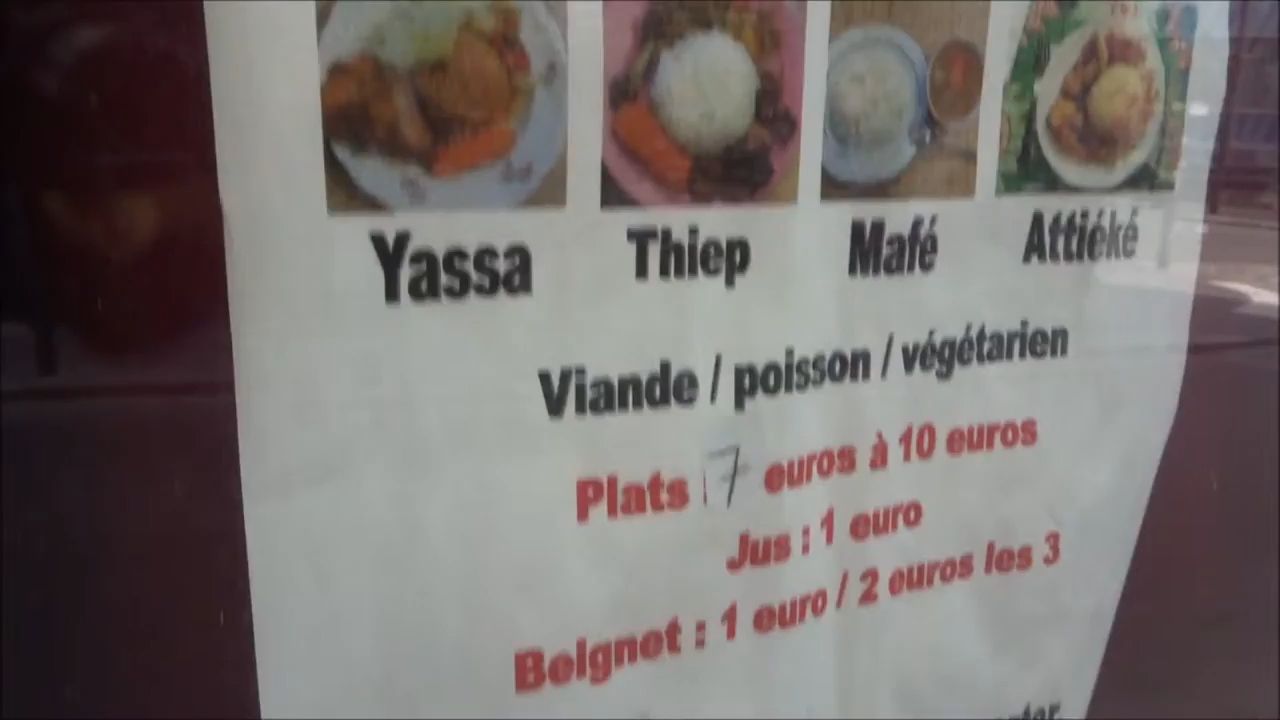 Yassa Thiep Mafé Attiéké
Viande / poisson / végétarien
Plats 7 euros à 10 euros
Jus : 1 euro
Beignet : 1 euro / 2 euros les 3